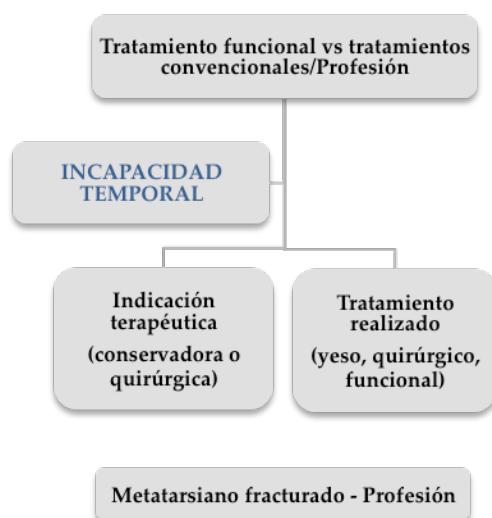 Tratamiento funcional vs tratamientos
convencionales/Profesión
INCAPACIDAD
TEMPORAL
Indicación
terapéutica
(conservadora o
quirúrgica)
Tratamiento
realizado
(yeso, quirúrgico,
funcional)
Metatarsiano fracturado - Profesión